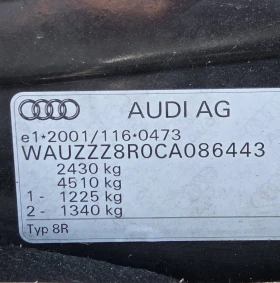 AUDI AG
e1*2001/116*0473
WAUZZZ8R0CA086443
2430 kg
4510 kg
1 - 1225 kg
2 - 1340 kg
Typ 8R